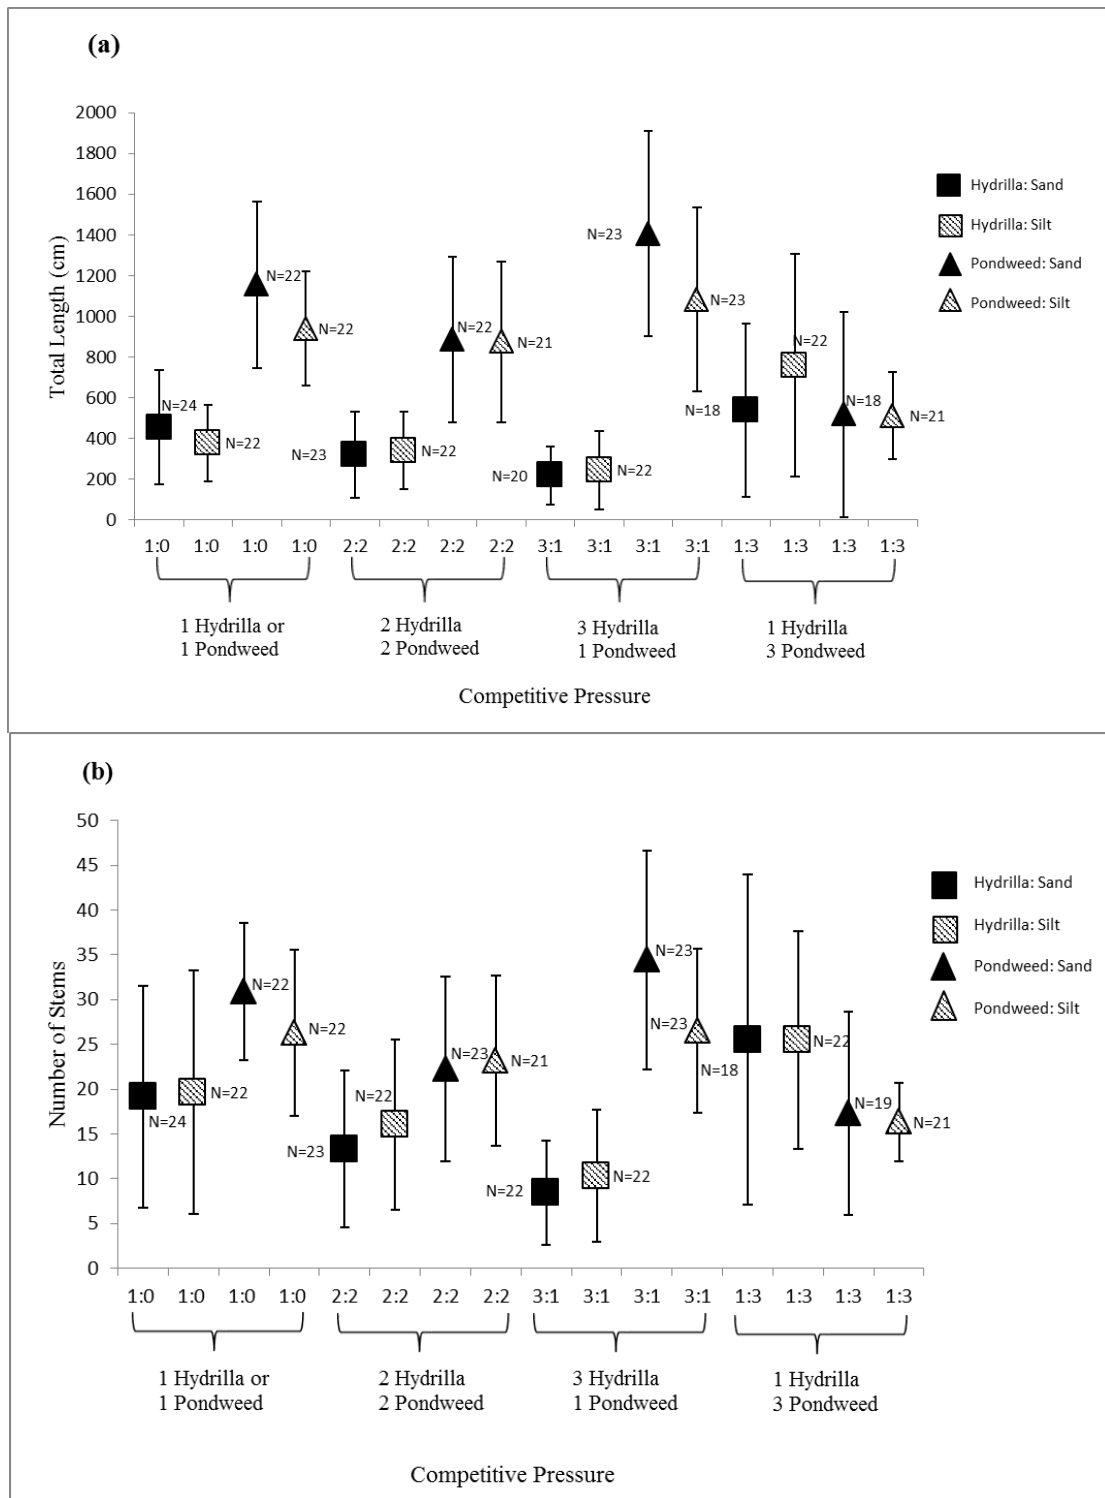 (a)
2000
1800
1600
1400
1200
1000
800
600
400
200
0
Total Length (cm)
N=24
N=22
N=22
N=22
N=23
N=22
N=22
N=21
N=20
N=22
N=23
N=23
N=18
N=22
N=18
N=21
Hydrilla: Sand
Hydrilla: Silt
Pondweed: Sand
Pondweed: Silt
1:0 1:0 1:0 1:0 2:2 2:2 2:2 2:2 3:1 3:1 3:1 3:1 1:3 1:3 1:3 1:3
1 Hydrilla or
1 Pondweed
2 Hydrilla
2 Pondweed
3 Hydrilla
1 Pondweed
1 Hydrilla
3 Pondweed
Competitive Pressure
(b)
50
45
40
35
30
25
20
15
10
5
0
Number of Stems
N=24
N=22
N=22
N=22
N=23
N=22
N=23
N=21
N=22
N=22
N=23
N=23
N=18
N=22
N=19
N=21
Hydrilla: Sand
Hydrilla: Silt
Pondweed: Sand
Pondweed: Silt
1:0 1:0 1:0 1:0 2:2 2:2 2:2 2:2 3:1 3:1 3:1 3:1 1:3 1:3 1:3 1:3
1 Hydrilla or
1 Pondweed
2 Hydrilla
2 Pondweed
3 Hydrilla
1 Pondweed
1 Hydrilla
3 Pondweed
Competitive Pressure